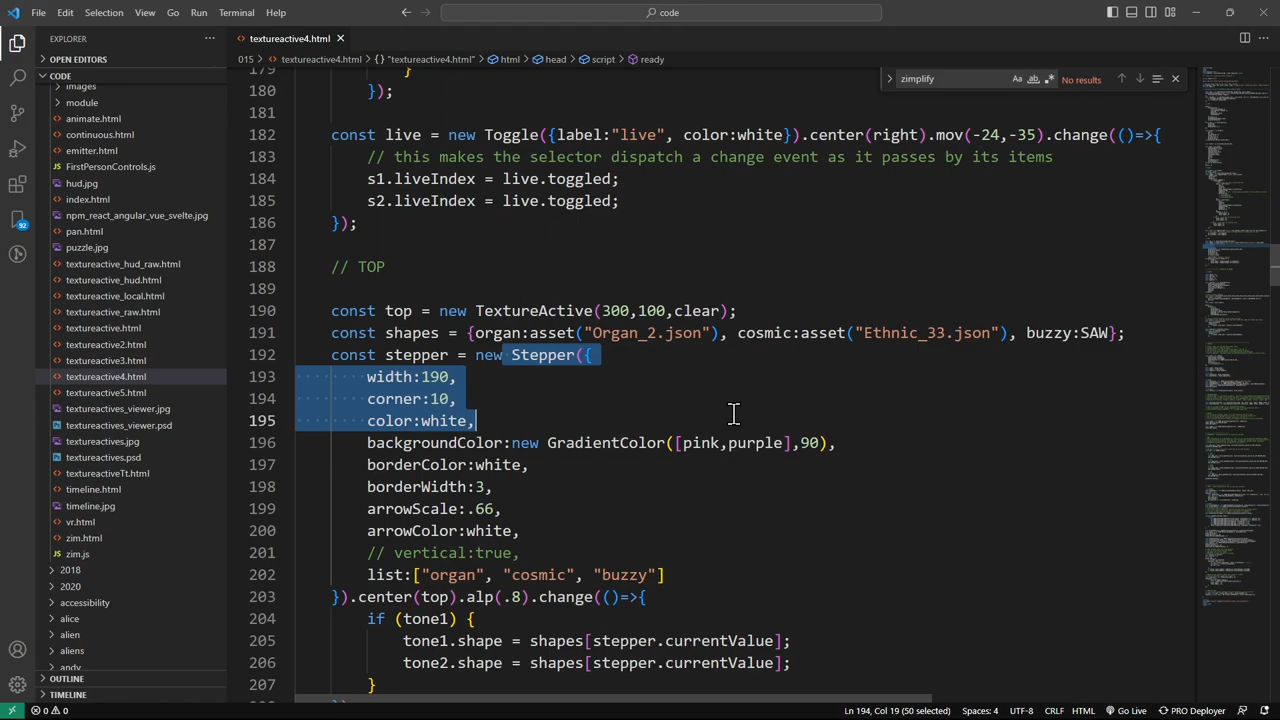 File Edit Selection View Go Run Terminal Help
code
EXPLORER
OPEN EDITORS
CODE
images
module
animate.html
continuous.html
emitter.html
FirstPersonControls.js
hud.jpg
index.html
npm_react_angular_vue_svelte.jpg
pan.html
puzzle.jpg
textureactive_hud_raw.html
textureactive_hud.html
textureactive_local.html
textureactive_raw.html
textureactive.html
textureactive2.html
textureactive3.html
textureactive4.html
textureactive5.html
textureactives_viewer.jpg
textureactives_viewer.psd
textureactives.jpg
textureactives.psd
textureactiveTt.html
timeline.html
timeline.jpg
vr.html
zim.html
zim.js
2018
2020
accessibility
alice
alien
aliens
andy
OUTLINE
TIMELINE
92
textureactive4.html
015 > textureactive4.html > {} "textureactive4.html" > html > head > script > ready
zimplify Aa ab No results
179 }
180 });
181
182 const live = new Toggle({label:"live", color:white}).center(right).mv(-24,-35).change(()=>{
183 // this makes the selector dispatch a change event as it passes by its items
184 s1.liveIndex = live.toggled;
185 s2.liveIndex = live.toggled;
186 });
187
188 // TOP
189
190 const top = new TextureActive(300,100,clear);
191 const shapes = {organ:asset("Organ_2.json"), cosmic:asset("Ethnic_33.json"), buzzy:SAW};
192 const stepper = new Stepper({
193 width:190,
194 corner:10,
195 color:white,
196 backgroundColor:new GradientColor([pink,purple],90),
197 borderColor:white,
198 borderWidth:3,
199 arrowScale:.66,
200 arrowColor:white,
201 // vertical:true,
202 list:["organ", "cosmic", "buzzy"]
203 }).center(top).alp(.8).change(()=>{
204 if (tone1) {
205 tone1.shape = shapes[stepper.currentValue];
206 tone2.shape = shapes[stepper.currentValue];
207 }
0 0 Ln 194, Col 19 (50 selected) Spaces: 4 UTF-8 CRLF HTML Go Live PRO Deployer